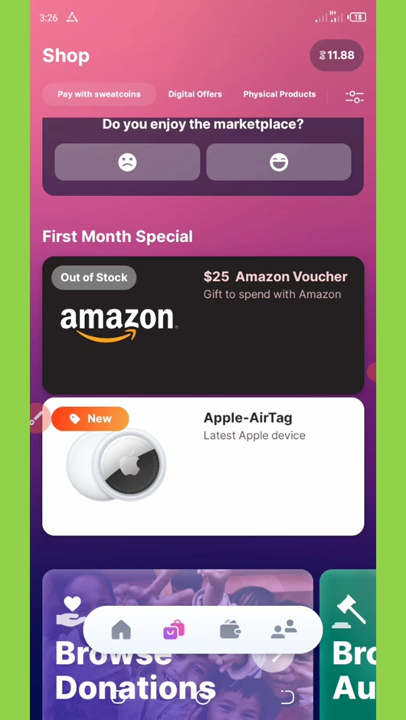 3:26
18
Shop
11.88
Pay with sweatcoins
Digital Offers
Physical Products
Do you enjoy the marketplace?
First Month Special
Out of Stock
$25 Amazon Voucher
Gift to spend with Amazon
amazon
New
Apple-AirTag
Latest Apple device
Browse
Donations
Bro
Au